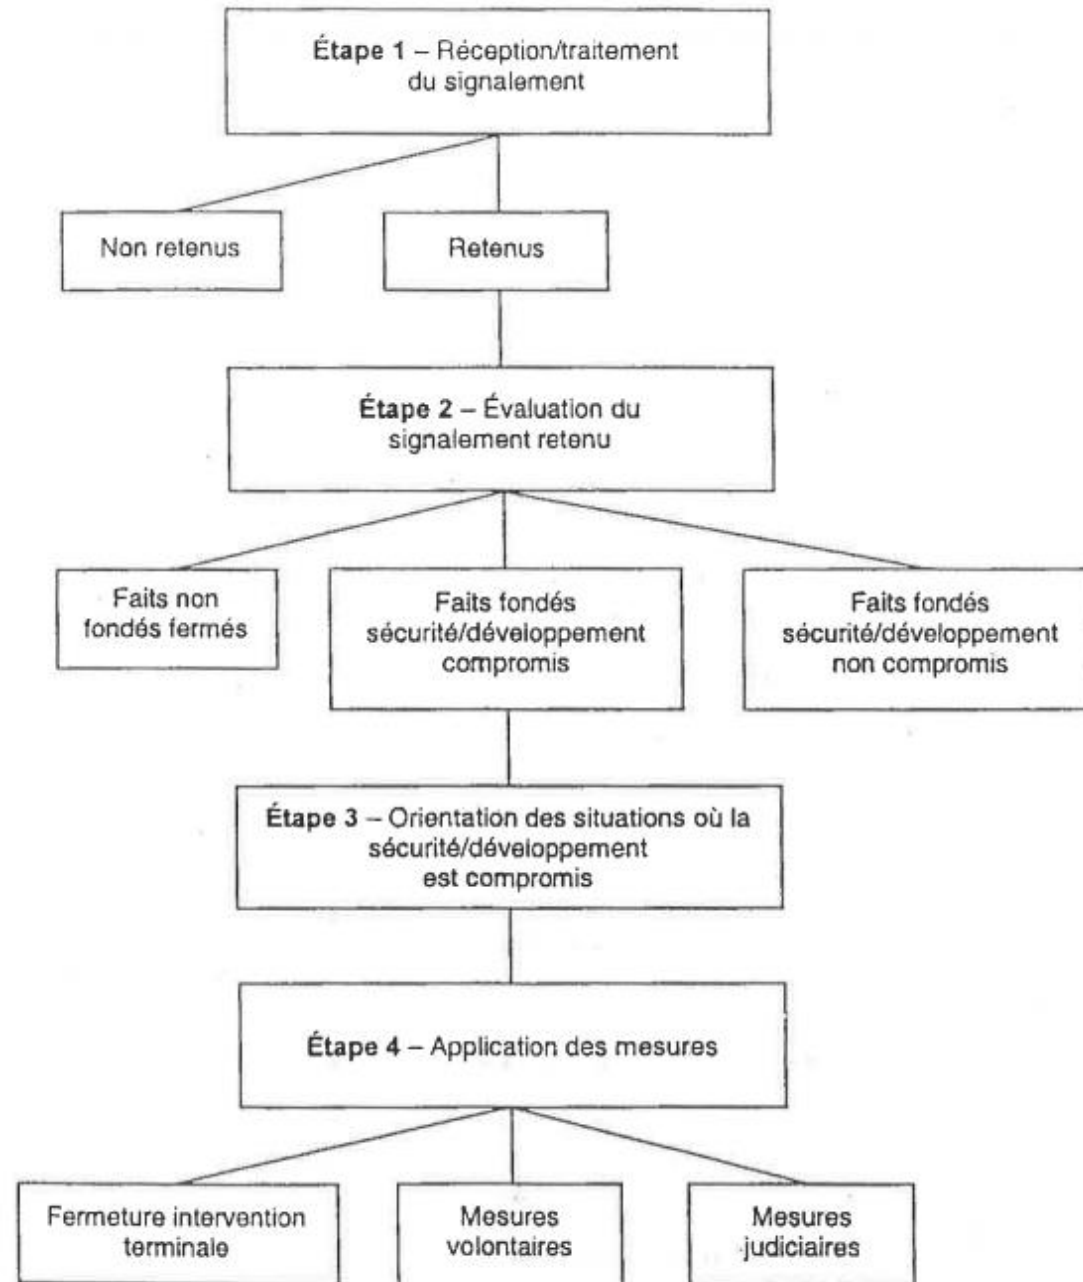 Étape 1 – Réception/traitement
du signalement
Non retenus
Retenus
Étape 2 – Évaluation du
signalement retenu
Faits non
fondés fermés
Faits fondés
sécurité/développement
compromis
Faits fondés
sécurité/développement
non compromis
Étape 3 – Orientation des situations où la
sécurité/développement
est compromis
Étape 4 – Application des mesures
Fermeture intervention
terminale
Mesures
volontaires
Mesures
judiciaires